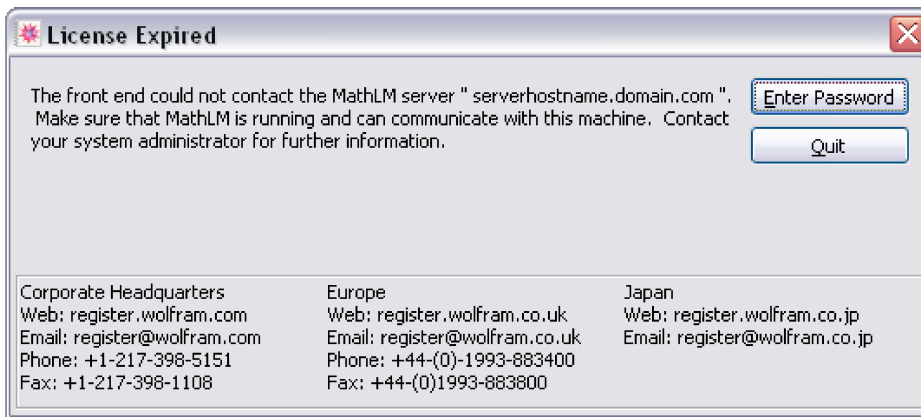 License Expired
The front end could not contact the MathLM server " serverhostname.domain.com ".
Make sure that MathLM is running and can communicate with this machine.  Contact
your system administrator for further information.
Enter Password
Quit
Corporate Headquarters
Web: register.wolfram.com
Email: register@wolfram.com
Phone: +1-217-398-5151
Fax: +1-217-398-1108
Europe
Web: register.wolfram.co.uk
Email: register@wolfram.co.uk
Phone: +44-(0)-1993-883400
Fax: +44-(0)1993-883800
Japan
Web: register.wolfram.co.jp
Email: register@wolfram.co.jp